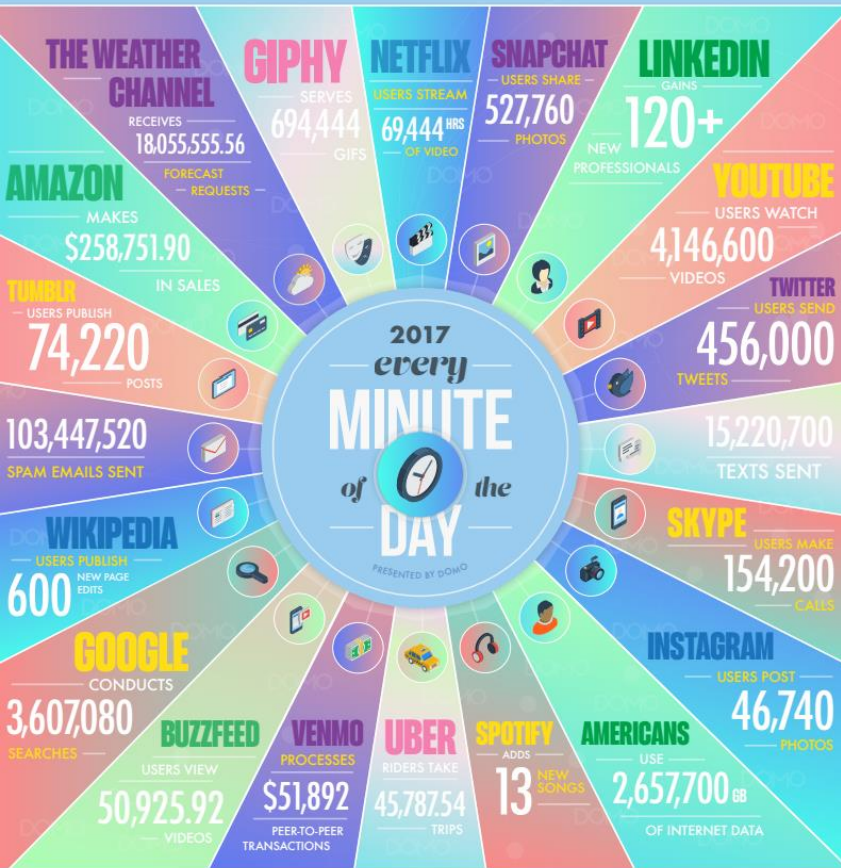 THE WEATHER
CHANNEL
RECEIVES
18,055,555.56
FORECAST
REQUESTS
GIPHY
SERVES
694,444
GIFS
NETFLIX
USERS STREAM
69,444 HRS
OF VIDEO
SNAPCHAT
USERS SHARE
527,760
PHOTOS
LINKEDIN
GAINS
120+
NEW
PROFESSIONALS
YOUTUBE
USERS WATCH
4,146,600
VIDEOS
TWITTER
USERS SEND
456,000
TWEETS
15,220,700
TEXTS SENT
SKYPE
USERS MAKE
154,200
CALLS
INSTAGRAM
USERS POST
46,740
PHOTOS
AMERICANS
USE
2,657,700 GB
OF INTERNET DATA
SPOTIFY
ADDS
13 NEW
SONGS
UBER
RIDERS TAKE
45,787.54
TRIPS
VENMO
PROCESSES
$51,892
PEER-TO-PEER
TRANSACTIONS
BUZZFEED
USERS VIEW
50,925.92
VIDEOS
GOOGLE
CONDUCTS
3,607,080
SEARCHES
WIKIPEDIA
USERS PUBLISH
600 NEW PAGE
EDITS
103,447,520
SPAM EMAILS SENT
TUMBLR
USERS PUBLISH
74,220
POSTS
AMAZON
MAKES
$258,751.90
IN SALES
2017
every
MINUTE
of the
DAY
PRESENTED BY DOMO